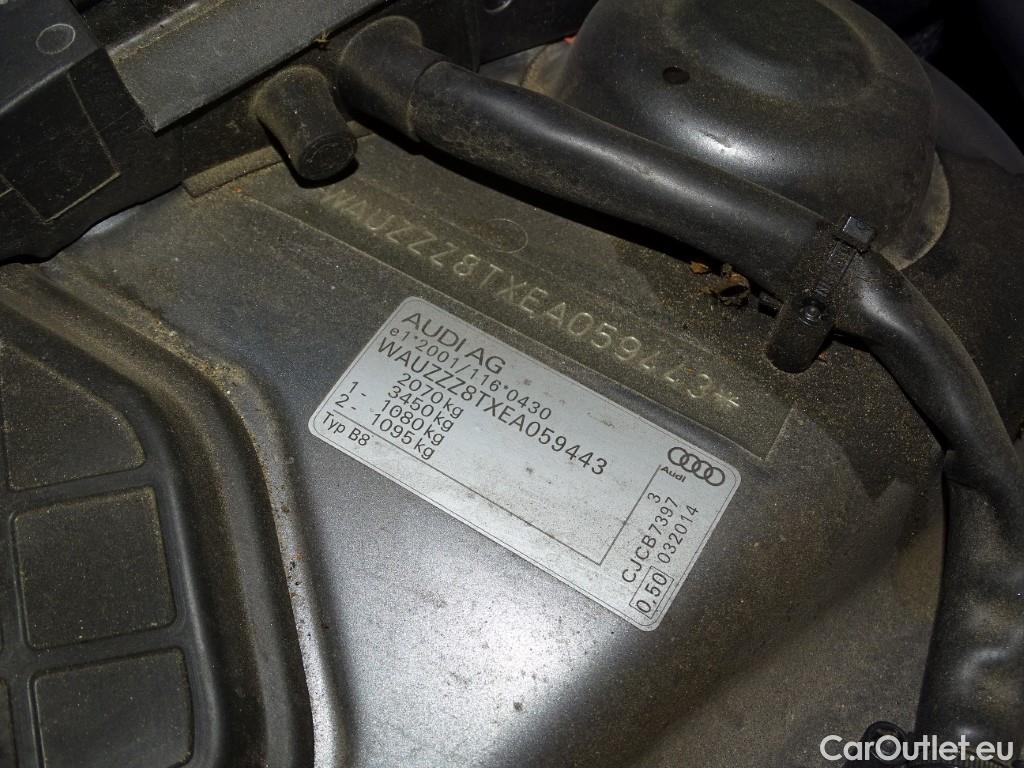 WAUZZZ8TXEA059443*
AUDI AG
e1*2001/116*0430
WAUZZZ8TXEA059443
2070kg
3450kg
1 - 1080kg
2 - 1095kg
Typ B8
Audi
3
CJCB7397
032014
0.50
CarOutlet.eu